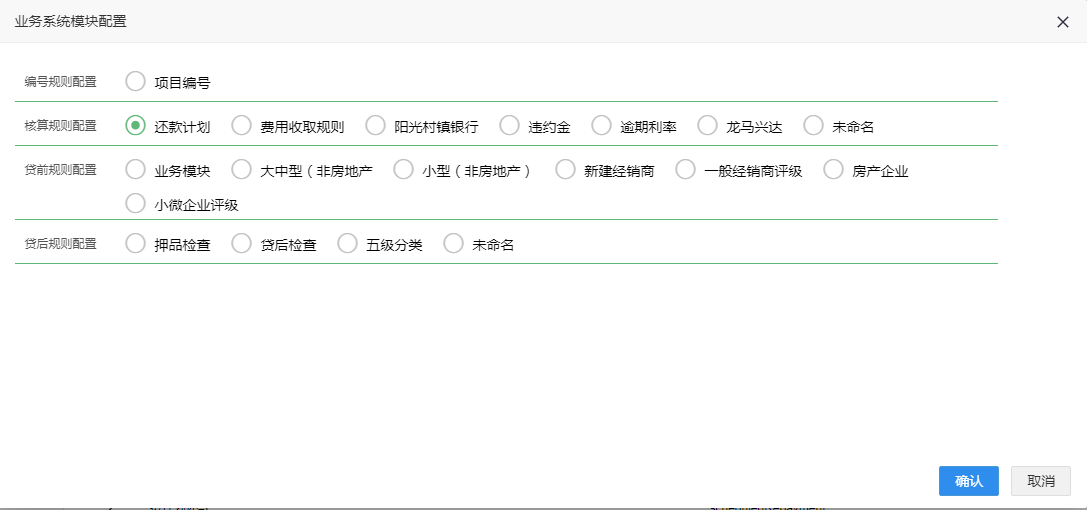 业务系统模块配置
编号规则配置 项目编号
核算规则配置 还款计划 费用收取规则 阳光村镇银行 违约金 逾期利率 龙马兴达 未命名
贷前规则配置 业务模块 大中型（非房地产 小型（非房地产） 新建经销商 一般经销商评级 房产企业
小微企业评级
贷后规则配置 押品检查 贷后检查 五级分类 未命名
确认 取消